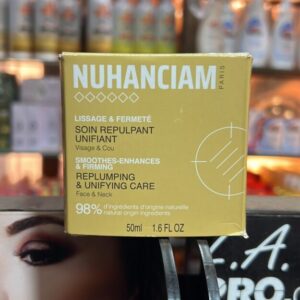 NUHANCIAM
PARIS
LISSAGE & FERMETÉ
SOIN REPULPANT
UNIFIANT
Visage & Cou
SMOOTHES-ENHANCES
& FIRMING
REPLUMPING
& UNIFYING CARE
Face & Neck
98% d'ingrédients d'origine naturelle
natural origin ingredients
50ml 1.6 FL OZ
L.A.
PRO